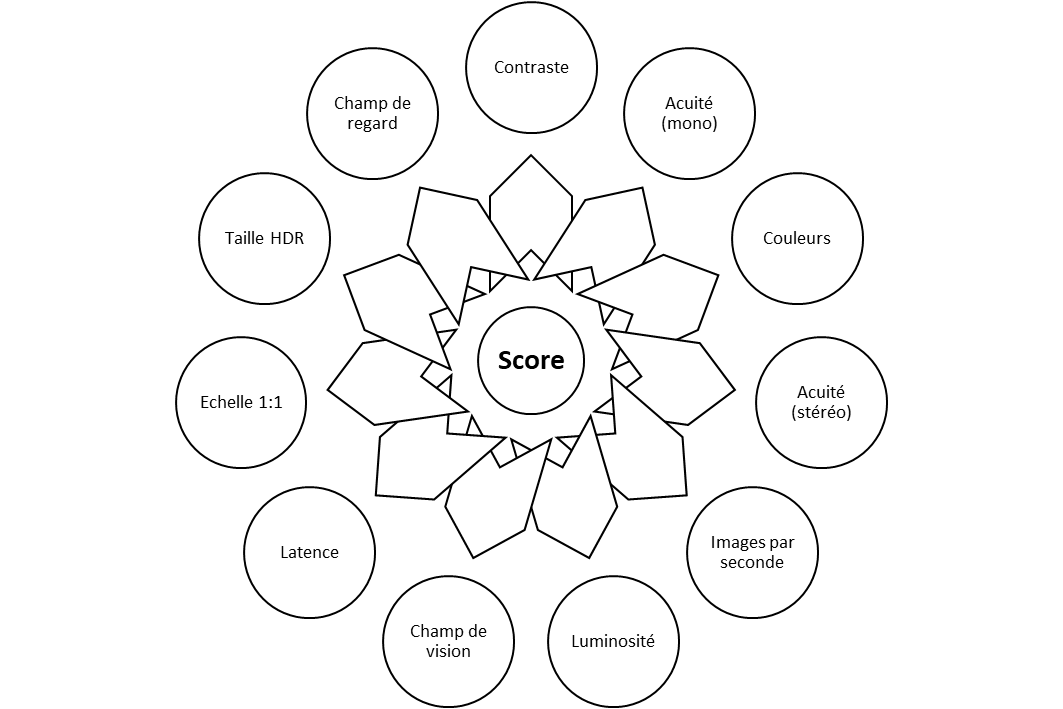 Contraste
Champ de
regard
Acuité
(mono)
Taille HDR
Couleurs
Score
Echelle 1:1
Acuité
(stéréo)
Latence
Images par
seconde
Champ de
vision
Luminosité